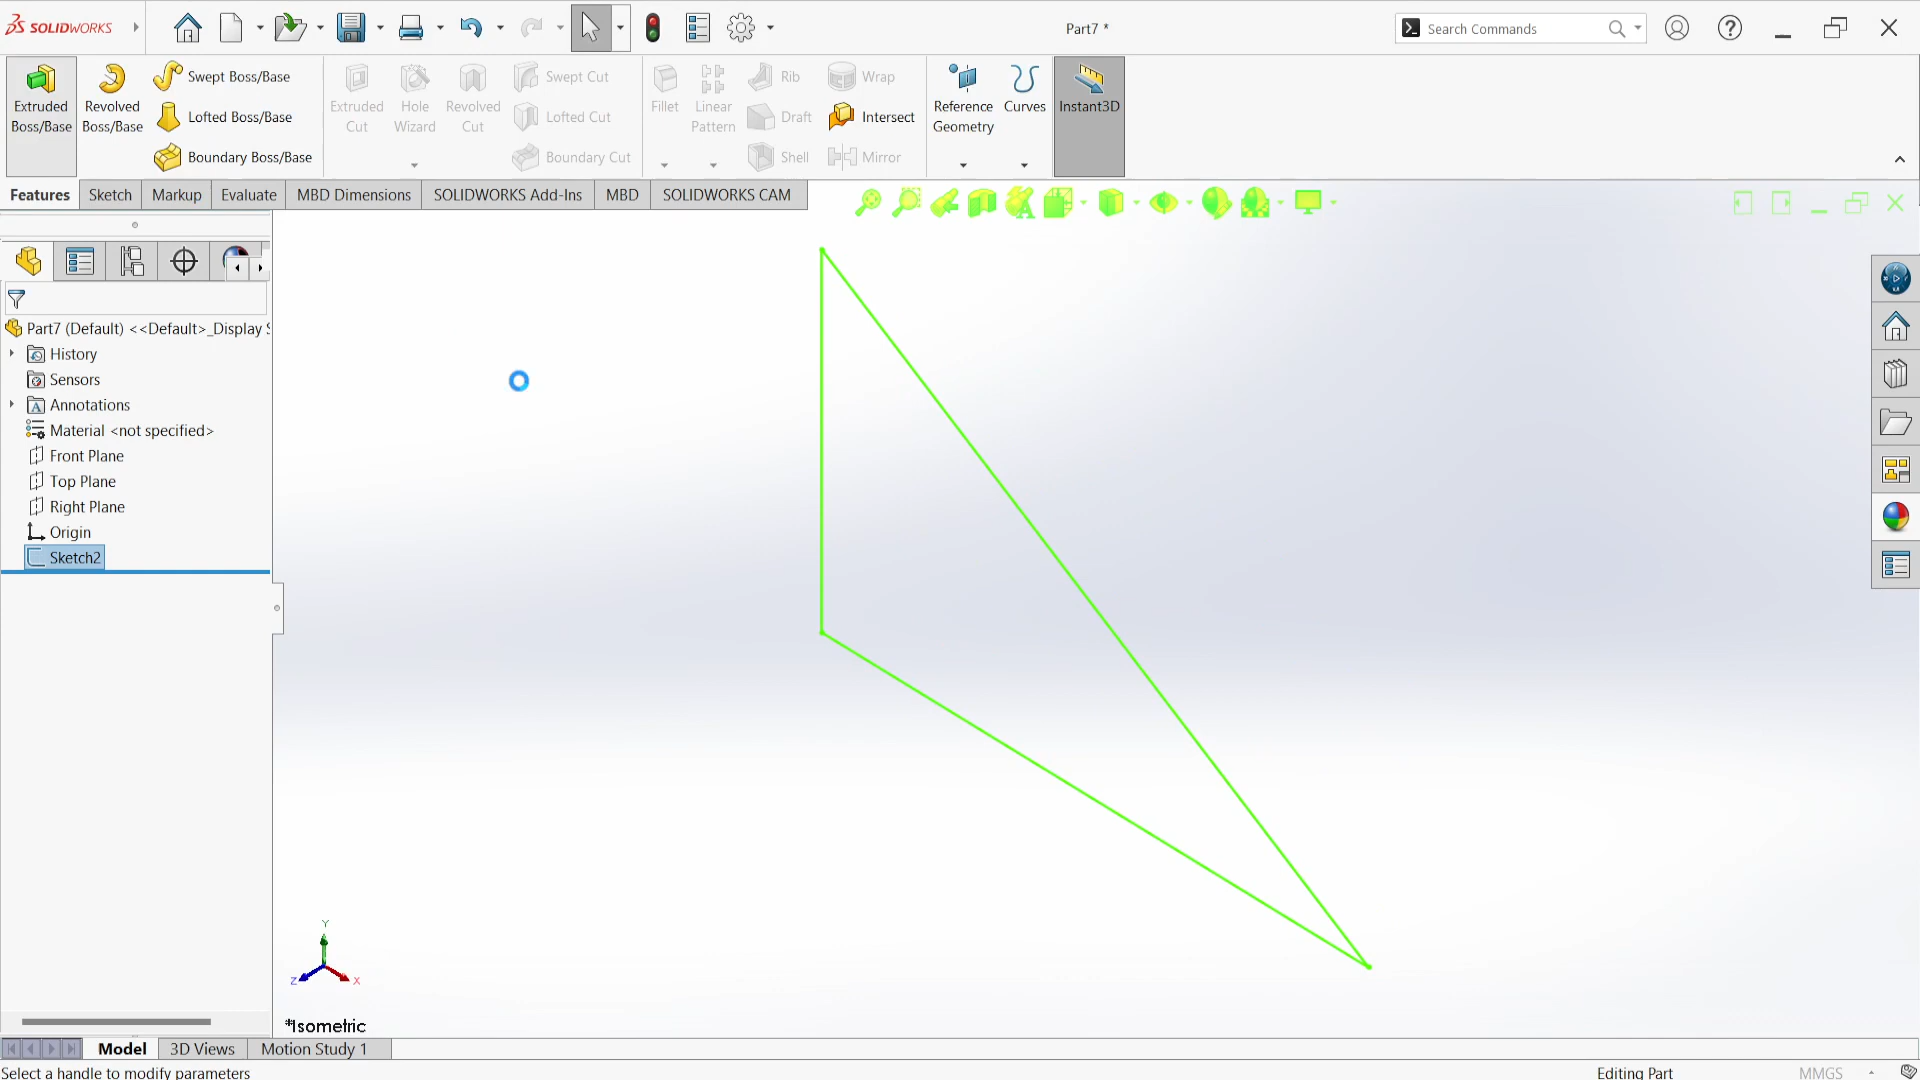 SOLIDWORKS
Part7 *
Search Commands
Extruded Boss/Base
Revolved Boss/Base
Swept Boss/Base
Lofted Boss/Base
Boundary Boss/Base
Extruded Cut
Hole Wizard
Revolved Cut
Swept Cut
Lofted Cut
Boundary Cut
Fillet
Linear Pattern
Rib
Draft
Shell
Wrap
Intersect
Mirror
Reference Geometry
Curves
Instant3D
Features
Sketch
Markup
Evaluate
MBD Dimensions
SOLIDWORKS Add-Ins
MBD
SOLIDWORKS CAM
Part7 (Default) <<Default>_Display
History
Sensors
Annotations
Material <not specified>
Front Plane
Top Plane
Right Plane
Origin
Sketch2
Y
Z
X
*Isometric
Model
3D Views
Motion Study 1
Select a handle to modify parameters
Editing Part
MMGS